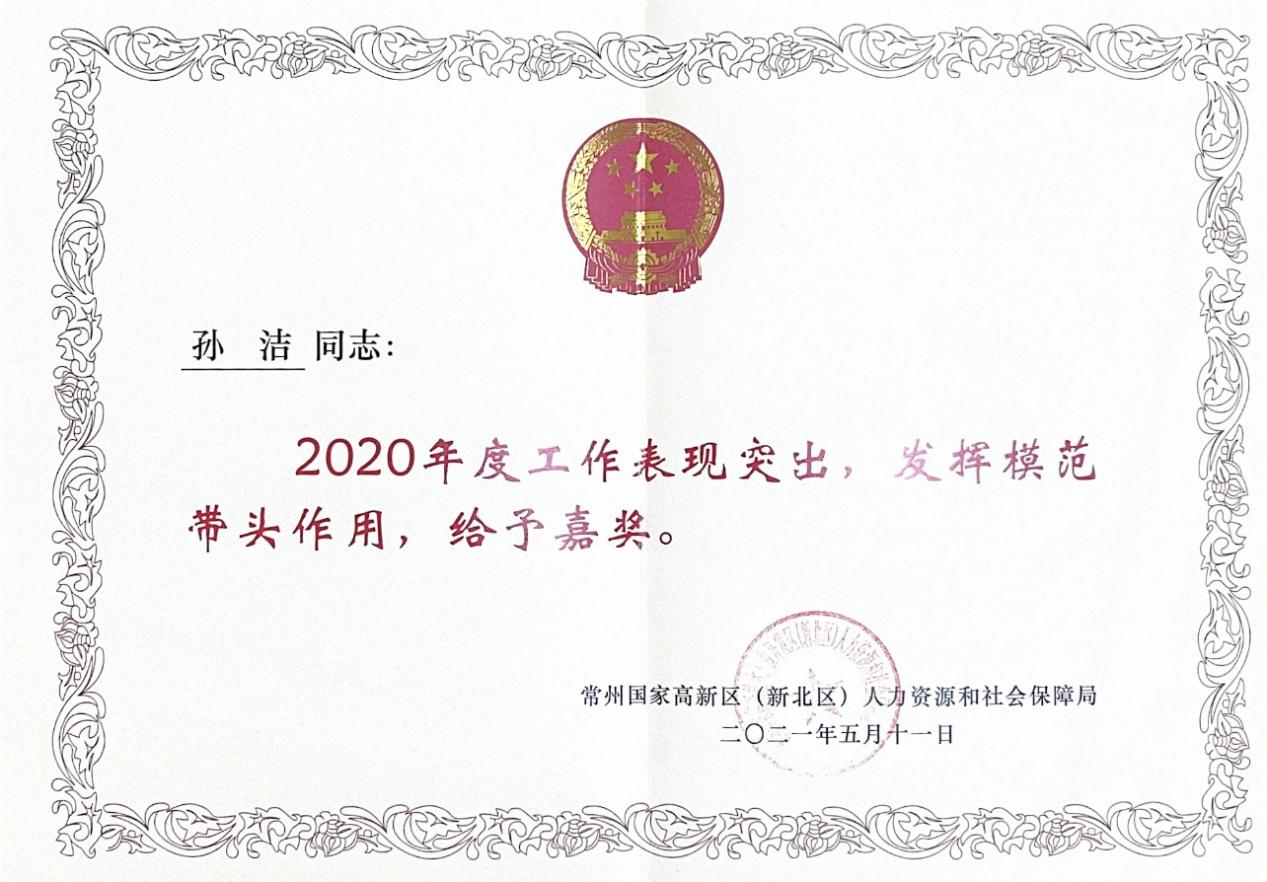 孙 洁 同志：
2020年度工作表现突出，发挥模范
带头作用，给予嘉奖。
常州国家高新区（新北区）人力资源和社会保障局
二〇二一年五月十一日